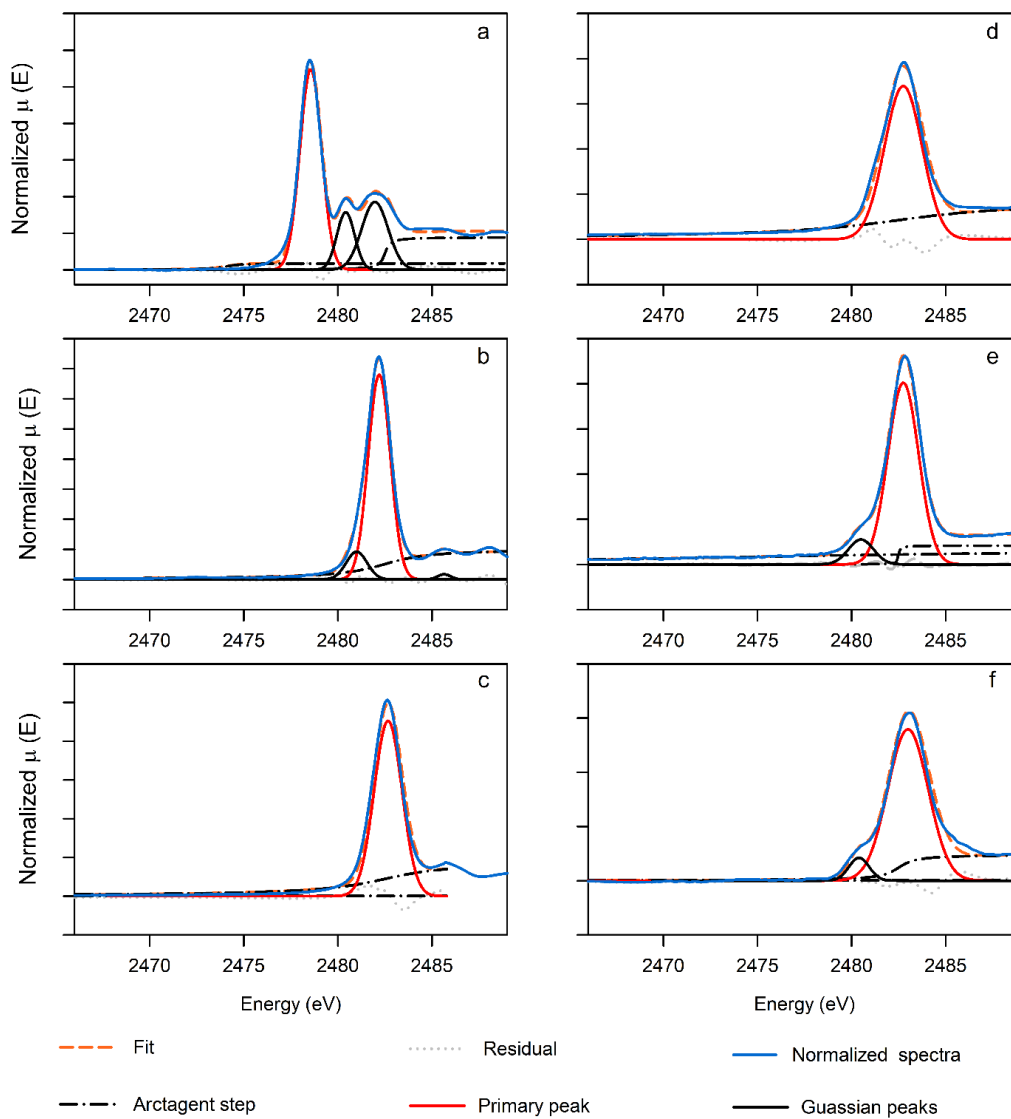 a
d
Normalized μ (E)
2470 2475 2480 2485
2470 2475 2480 2485
b
e
Normalized μ (E)
2470 2475 2480 2485
2470 2475 2480 2485
c
f
Normalized μ (E)
2470 2475 2480 2485
2470 2475 2480 2485
Energy (eV)
Energy (eV)
Fit
Residual
Normalized spectra
Arctagent step
Primary peak
Guassian peaks